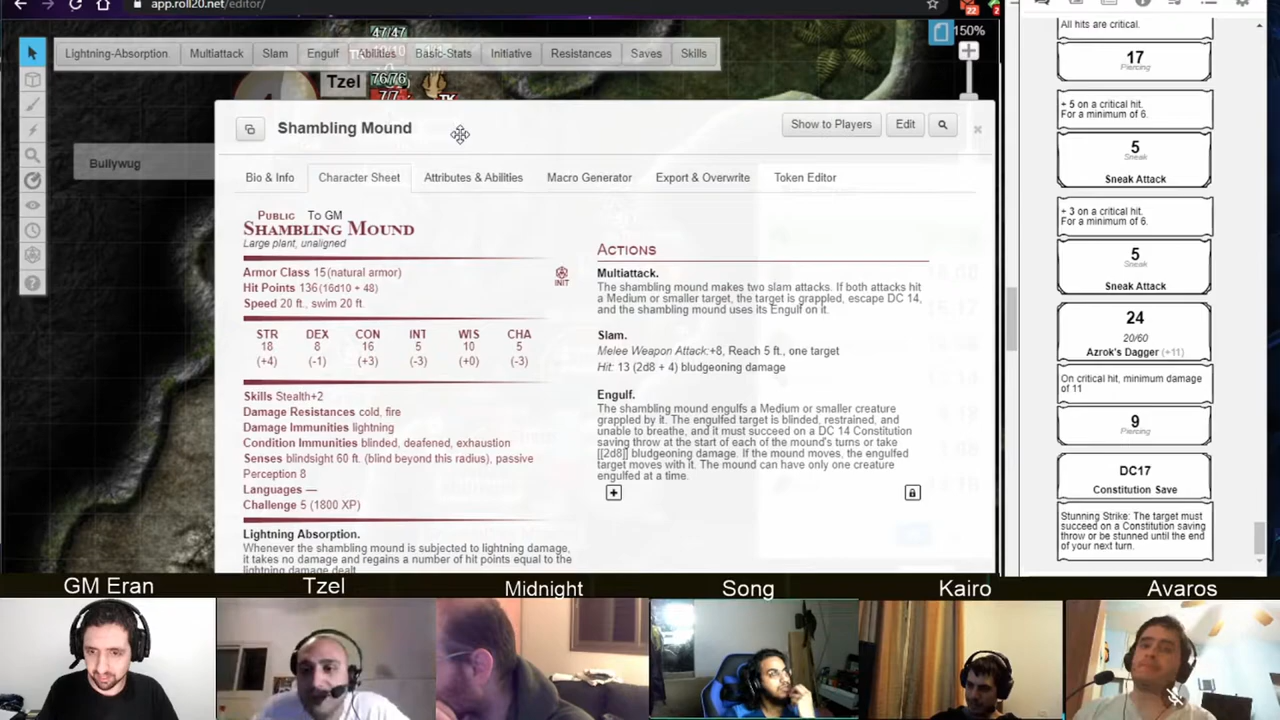 app.roll20.net/editor/
22
2
47/47
Lightning-Absorption Multiattack Slam Engulf Abilities Basic-Stats Initiative Resistances Saves Skills
150%
Tzel
76/76
7/7
Bullywug
Shambling Mound
Show to Players Edit
Bio & Info Character Sheet Attributes & Abilities Macro Generator Export & Overwrite Token Editor
PUBLIC To GM
SHAMBLING MOUND
Large plant, unaligned
Armor Class 15(natural armor)
Hit Points 136(16d10 + 48)
Speed 20 ft., swim 20 ft.
INIT
STR DEX CON INT WIS CHA
18 8 16 5 10 5
(+4) (-1) (+3) (-3) (+0) (-3)
Skills Stealth+2
Damage Resistances cold, fire
Damage Immunities lightning
Condition Immunities blinded, deafened, exhaustion
Senses blindsight 60 ft. (blind beyond this radius), passive
Perception 8
Languages —
Challenge 5 (1800 XP)
Lightning Absorption.
Whenever the shambling mound is subjected to lightning damage,
it takes no damage and regains a number of hit points equal to the
lightning damage dealt
ACTIONS
Multiattack.
The shambling mound makes two slam attacks. If both attacks hit
a Medium or smaller target, the target is grappled, escape DC 14,
and the shambling mound uses its Engulf on it.
Slam.
Melee Weapon Attack:+8, Reach 5 ft., one target
Hit: 13 (2d8 + 4) bludgeoning damage
Engulf.
The shambling mound engulfs a Medium or smaller creature
grappled by it. The engulfed target is blinded, restrained, and
unable to breathe, and it must succeed on a DC 14 Constitution
saving throw at the start of each of the mound's turns or take
[[2d8]] bludgeoning damage. If the mound moves, the engulfed
target moves with it. The mound can have only one creature
engulfed at a time.
All hits are critical.
17
Piercing
+ 5 on a critical hit.
For a minimum of 6.
5
Sneak
Sneak Attack
+ 3 on a critical hit.
For a minimum of 6.
5
Sneak
Sneak Attack
24
20/60
Azrok's Dagger (+11)
On critical hit, minimum damage
of 11
9
Piercing
DC17
Constitution Save
Stunning Strike: The target must
succeed on a Constitution saving
throw or be stunned until the end
of your next turn.
GM Eran Tzel Midnight Song Kairo Avaros